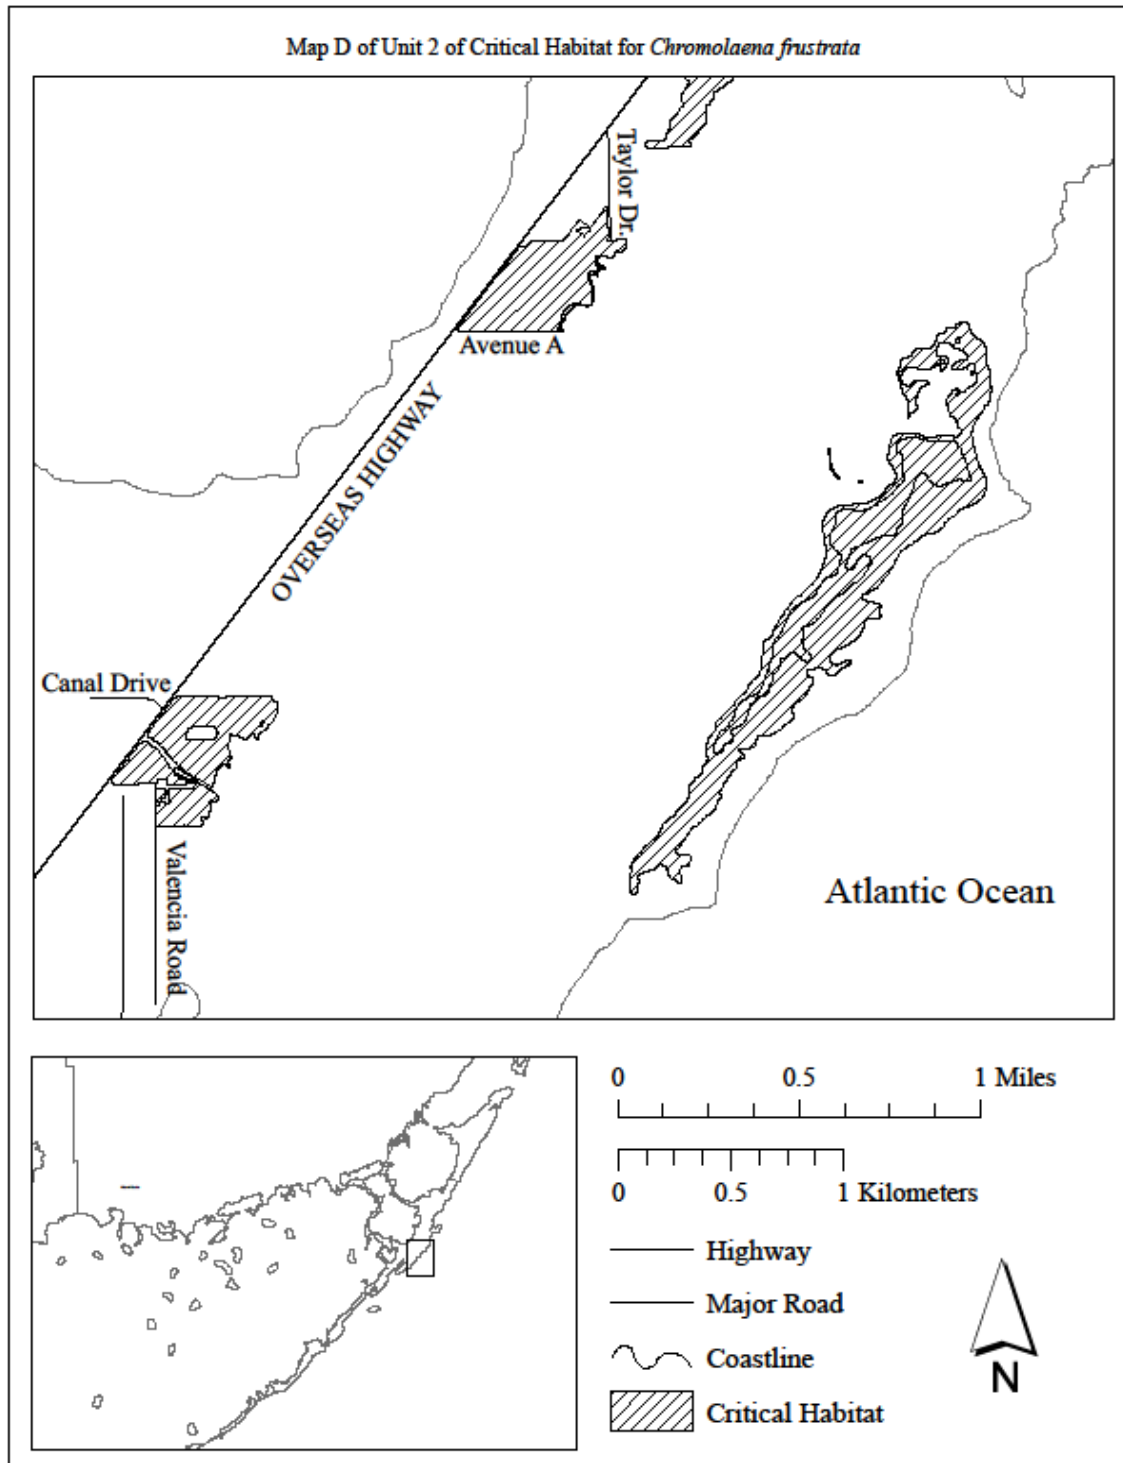 Map D of Unit 2 of Critical Habitat for Chromolaena frustrata
Taylor Dr.
Avenue A
OVERSEAS HIGHWAY
Canal Drive
Valencia Road
Atlantic Ocean
0 0.5 1 Miles
0 0.5 1 Kilometers
Highway
Major Road
Coastline
Critical Habitat
N